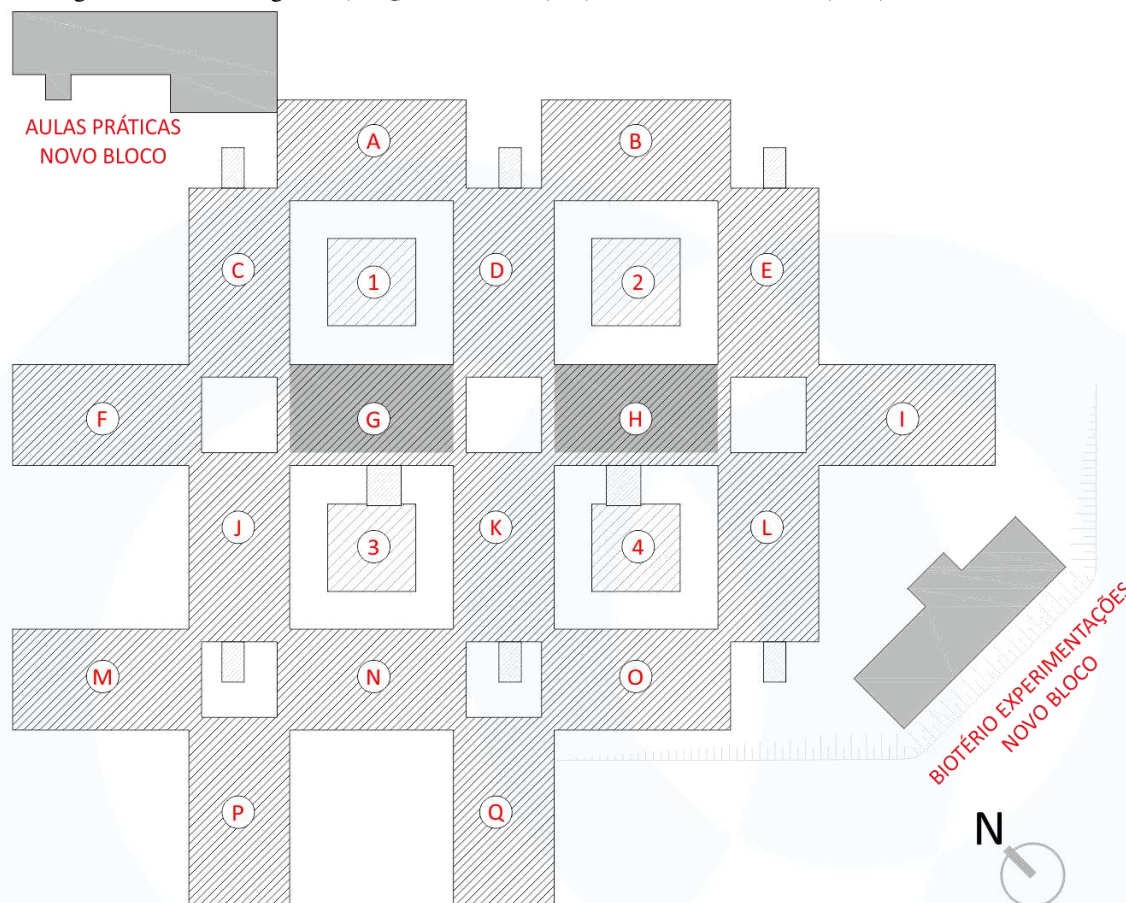 AULAS PRÁTICAS
NOVO BLOCO
A
B
C
1
D
2
E
F
G
H
I
J
3
K
4
L
M
N
O
BIOTÉRIO EXPERIMENTAÇÕES
NOVO BLOCO
P
Q
N